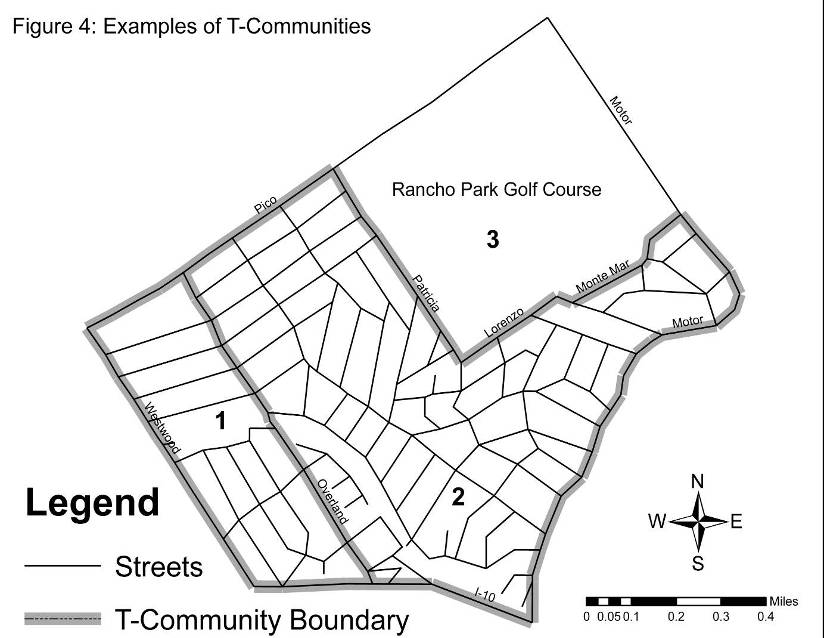 Figure 4: Examples of T-Communities
Motor
Rancho Park Golf Course
Pico
3
Monte Mar
Patricia
Lorenzo
Motor
Westwood
1
Overland
2
I-10
Legend
Streets
T-Community Boundary
N
W E
S
Miles
0 0.05 0.1 0.2 0.3 0.4